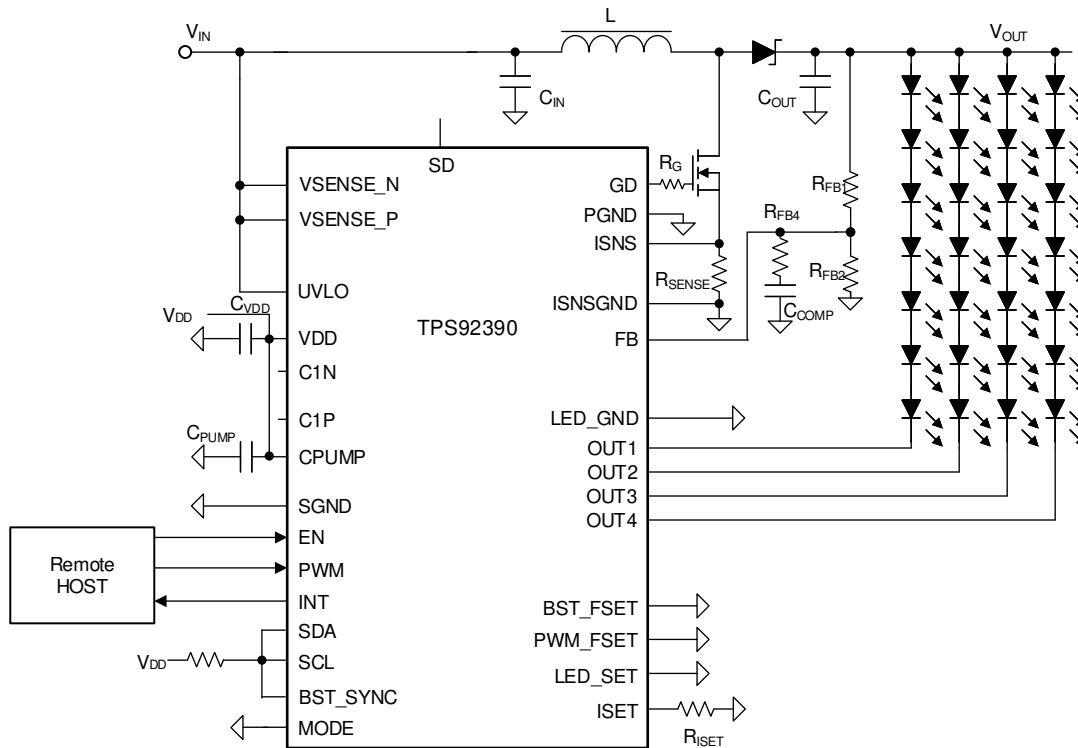 VIN
L
VOUT
CIN
COUT
SD
RG
VSENSE_N
GD
RFB1
VSENSE_P
PGND
RFB4
ISNS
RSENSE
RFB2
UVLO
ISNSGND
CCOMP
CVDD
VDD
TPS92390
VDD
FB
C1N
C1P
CPUMP
LED_GND
CPUMP
OUT1
OUT2
OUT3
SGND
OUT4
EN
Remote
HOST
PWM
INT
BST_FSET
SDA
PWM_FSET
VDD
SCL
LED_SET
BST_SYNC
ISET
MODE
RISET